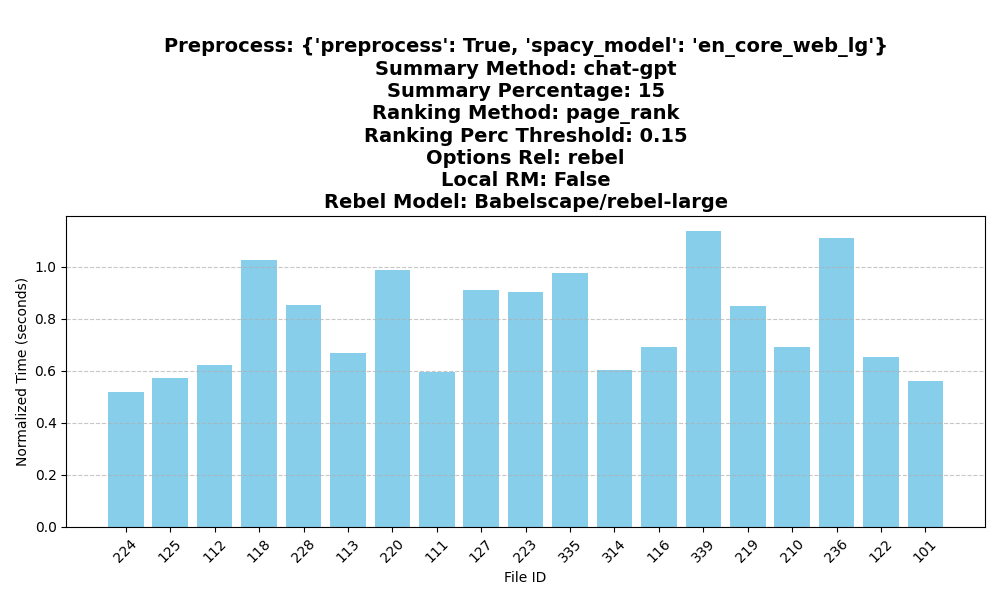 Preprocess: {'preprocess': True, 'spacy_model': 'en_core_web_lg'}
Summary Method: chat-gpt
Summary Percentage: 15
Ranking Method: page_rank
Ranking Perc Threshold: 0.15
Options Rel: rebel
Local RM: False
Rebel Model: Babelscape/rebel-large
Normalized Time (seconds)
1.0
0.8
0.6
0.4
0.2
0.0
224 125 112 118 228 113 220 111 127 223 335 314 116 339 219 210 236 122 101
File ID